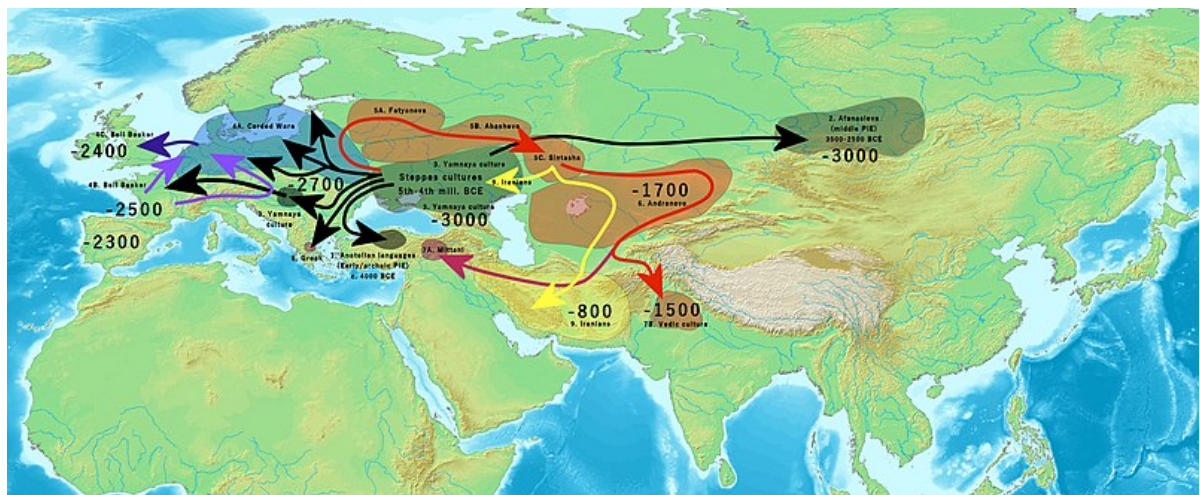 5A. Fatyanovo
2. Afanasievo
(middle PIE)
3500-2500 BCE
-3000
6A. Corded Ware
5B. Abashevo
4C. Bell Beaker
-2400
5C. Sintasha
3. Yamnaya culture
Steppes cultures
5th-4th mill. BCE
9. Iranians
-1700
6. Andronovo
-2700
4B. Bell Beaker
-2500
3. Yamnaya
culture
3. Yamnaya culture
-3000
-2300
8. Greek
1. Anatolian languages
(Early/archaic PIE)
c. 4000 BCE
7A. Mittani
-800
9. Iranians
-1500
7B. Vedic culture